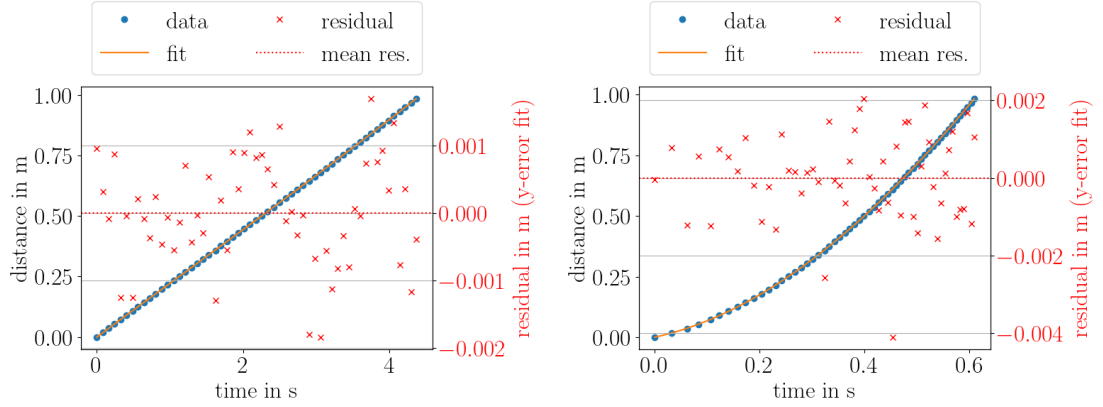 data
residual
fit
mean res.
1.00
0.75
0.50
0.25
0.00
distance in m
0
2
4
time in s
0.001
0.000
−0.001
−0.002
residual in m (y-error fit)
data
residual
fit
mean res.
1.00
0.75
0.50
0.25
0.00
distance in m
0.0
0.2
0.4
0.6
time in s
0.002
0.000
−0.002
−0.004
residual in m (y-error fit)